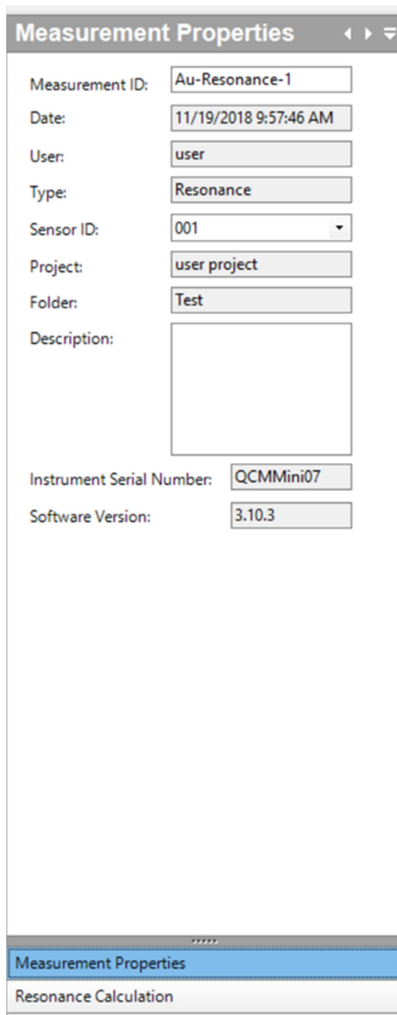 Measurement Properties
Measurement ID: Au-Resonance-1
Date: 11/19/2018 9:57:46 AM
User: user
Type: Resonance
Sensor ID: 001
Project: user project
Folder: Test
Description:
Instrument Serial Number: QCMMini07
Software Version: 3.10.3
Measurement Properties
Resonance Calculation